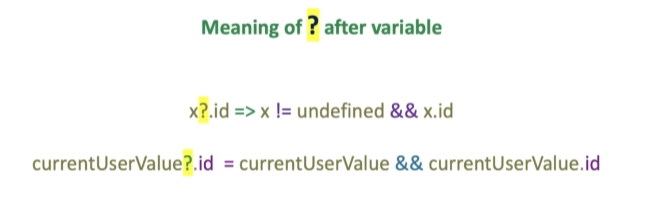 Meaning of ? after variable
x?.id => x != undefined && x.id
currentUserValue?.id = currentUserValue && currentUserValue.id